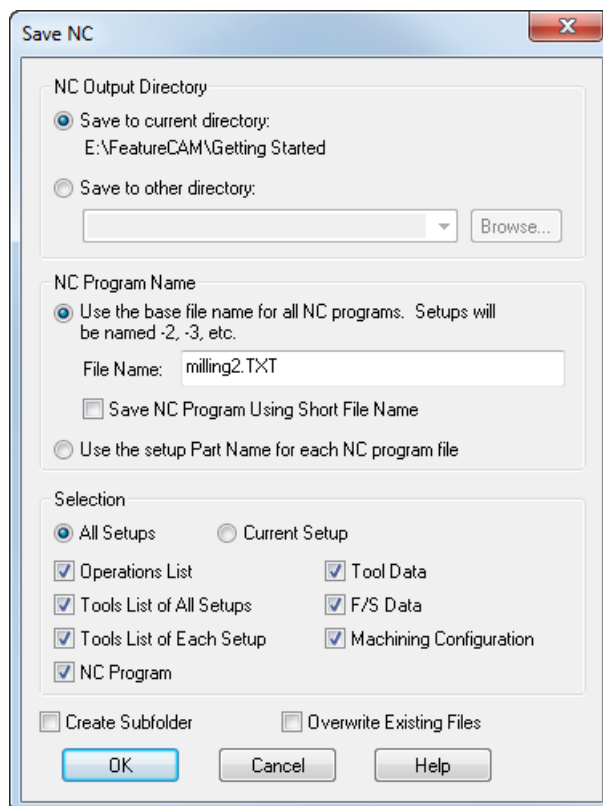 Save NC
NC Output Directory
Save to current directory:
E:\FeatureCAM\Getting Started
Save to other directory:
Browse...
NC Program Name
Use the base file name for all NC programs. Setups will
be named -2, -3, etc.
File Name: milling2.TXT
Save NC Program Using Short File Name
Use the setup Part Name for each NC program file
Selection
All Setups Current Setup
Operations List Tool Data
Tools List of All Setups F/S Data
Tools List of Each Setup Machining Configuration
NC Program
Create Subfolder Overwrite Existing Files
OK Cancel Help